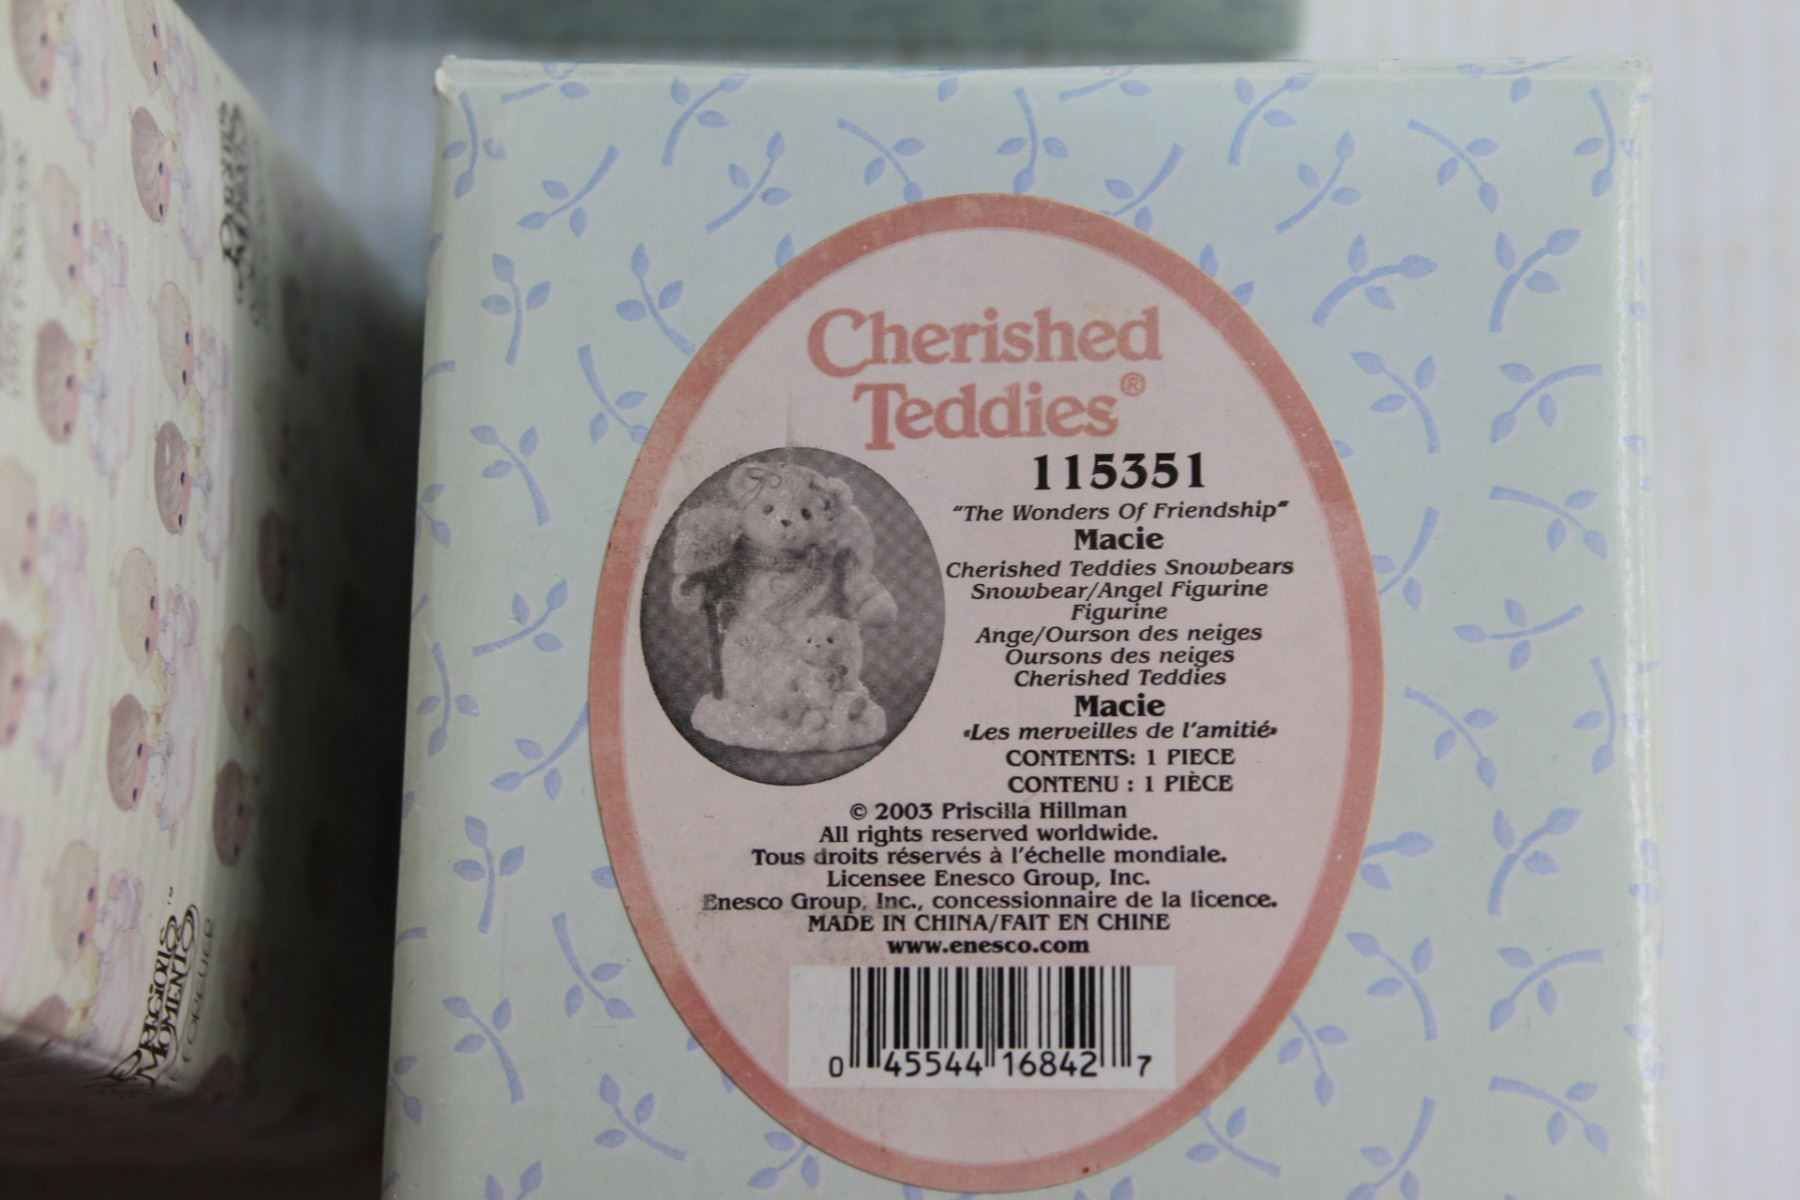 Cherished
Teddies®
115351
"The Wonders Of Friendship"
Macie
Cherished Teddies Snowbears
Snowbear/Angel Figurine
Figurine
Ange/Ourson des neiges
Oursons des neiges
Cherished Teddies
Macie
«Les merveilles de l'amitié»
CONTENTS: 1 PIECE
CONTENU : 1 PIÈCE
© 2003 Priscilla Hillman
All rights reserved worldwide.
Tous droits réservés à l'échelle mondiale.
Licensee Enesco Group, Inc.
Enesco Group, Inc., concessionnaire de la licence.
MADE IN CHINA/FAIT EN CHINE
www.enesco.com
0 45544 16842 7
PRECIOUS
MOMENTS
FOREVER